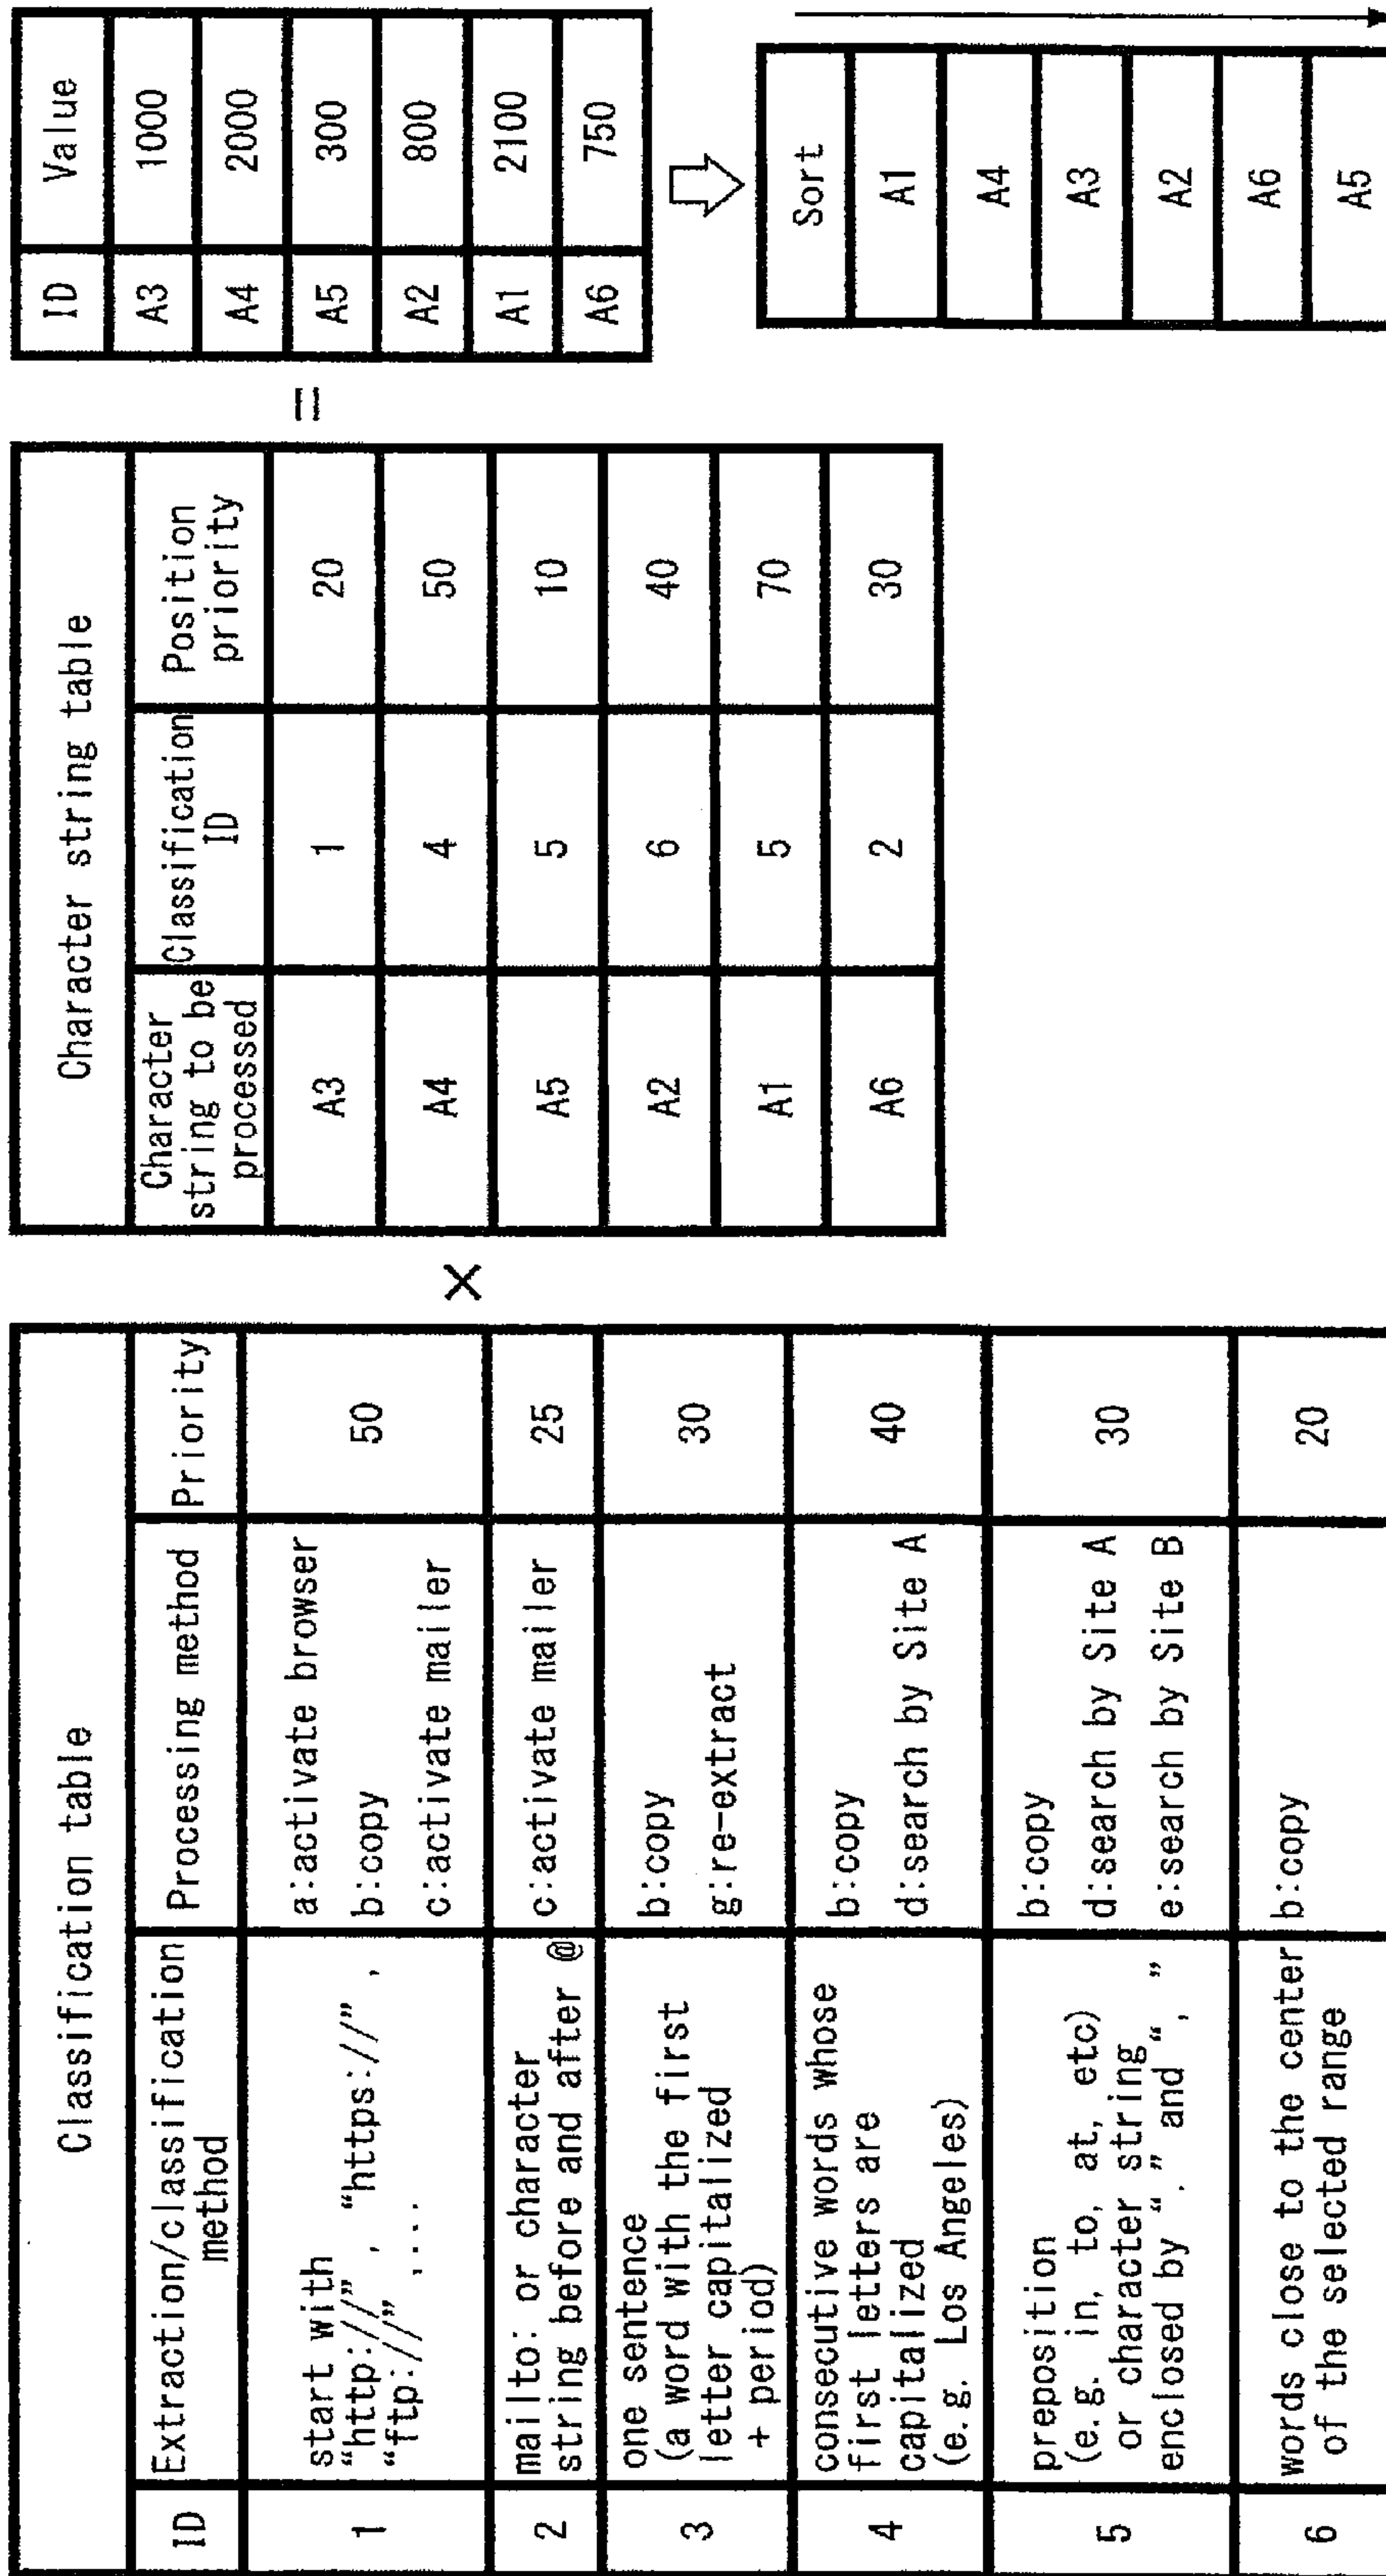 Classification table
ID
Extraction/classification
method
Processing method
Priority
1
start with
"http://", "https://",
"ftp://" ....
a:activate browser
b:copy
c:activate mailer
50
2
mailto: or character
string before and after @
c:activate mailer
25
3
one sentence
(a word with the first
letter capitalized
+ period)
b:copy
g:re-extract
30
4
consecutive words whose
first letters are
capitalized
(e.g. Los Angeles)
b:copy
d:search by Site A
40
5
preposition
(e.g. in, to, at, etc)
or character string
enclosed by "." and ","
b:copy
d:search by Site A
e:search by Site B
30
6
words close to the center
of the selected range
b:copy
20
×
Character string table
Character
string to be
processed
Classification
ID
Position
priority
A3
1
20
A4
4
50
A5
5
10
A2
6
40
A1
5
70
A6
2
30
=
ID
Value
A3
1000
A4
2000
A5
300
A2
800
A1
2100
A6
750
Sort
A1
A4
A3
A2
A6
A5